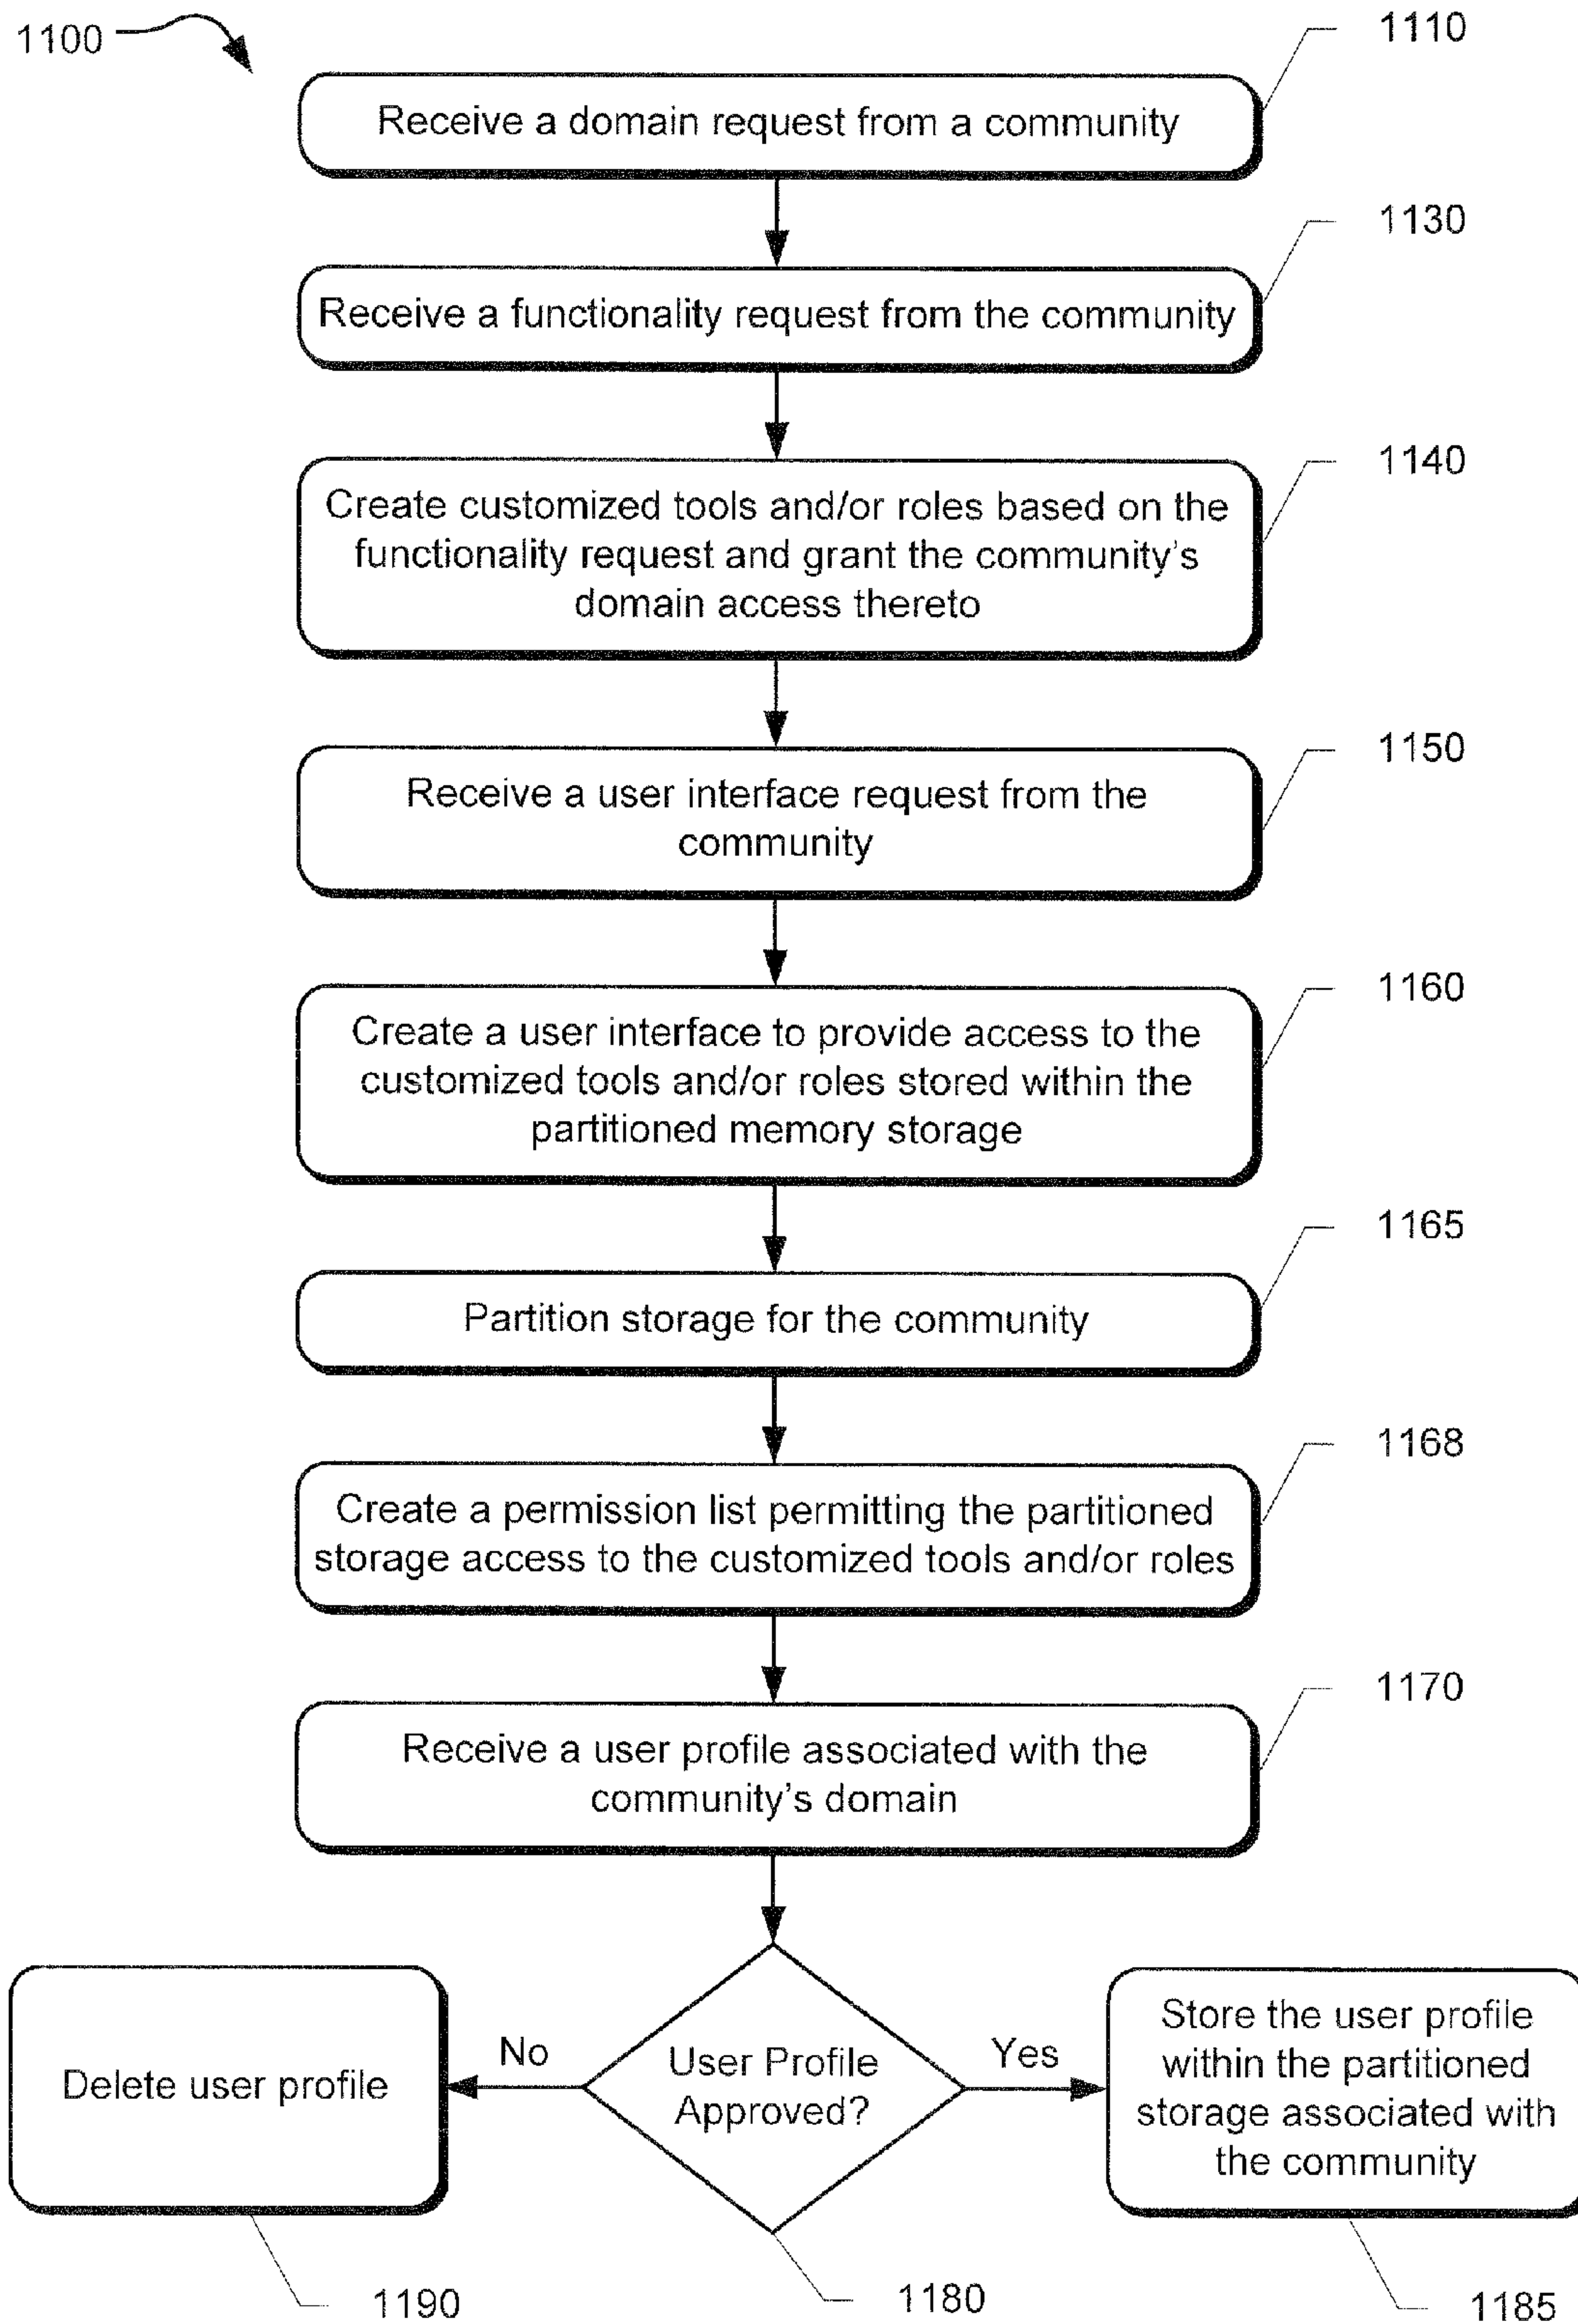 1100
1110
Receive a domain request from a community
1130
Receive a functionality request from the community
1140
Create customized tools and/or roles based on the
functionality request and grant the community's
domain access thereto
1150
Receive a user interface request from the
community
1160
Create a user interface to provide access to the
customized tools and/or roles stored within the
partitioned memory storage
1165
Partition storage for the community
1168
Create a permission list permitting the partitioned
storage access to the customized tools and/or roles
1170
Receive a user profile associated with the
community's domain
Delete user profile
No
User Profile
Approved?
Yes
Store the user profile
within the partitioned
storage associated with
the community
1190
1180
1185